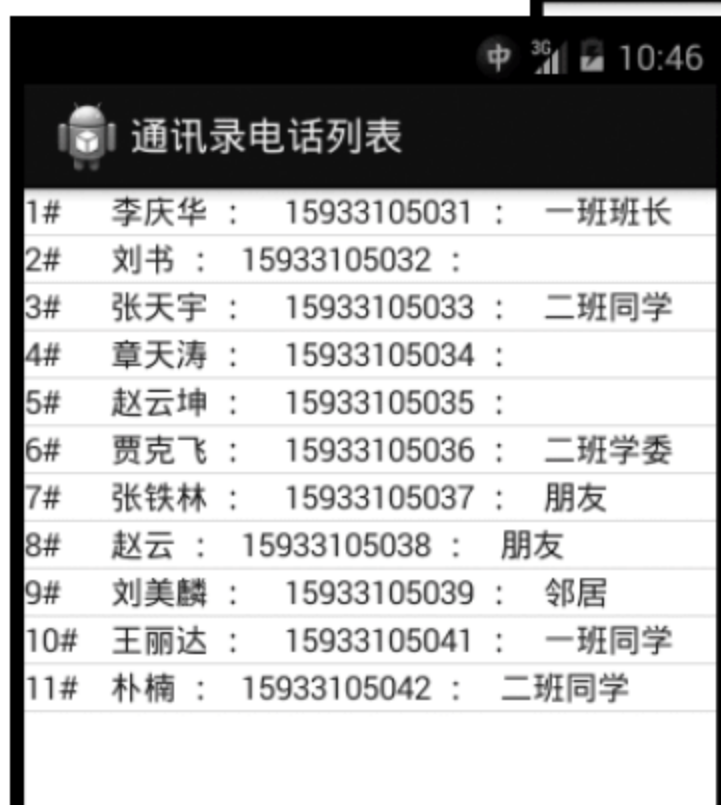 中 3G 10:46
通讯录电话列表
1# 李庆华 : 15933105031 : 一班班长
2# 刘书 : 15933105032 :
3# 张天宇 : 15933105033 : 二班同学
4# 章天涛 : 15933105034 :
5# 赵云坤 : 15933105035 :
6# 贾克飞 : 15933105036 : 二班学委
7# 张铁林 : 15933105037 : 朋友
8# 赵云 : 15933105038 : 朋友
9# 刘美麟 : 15933105039 : 邻居
10# 王丽达 : 15933105041 : 一班同学
11# 朴楠 : 15933105042 : 二班同学